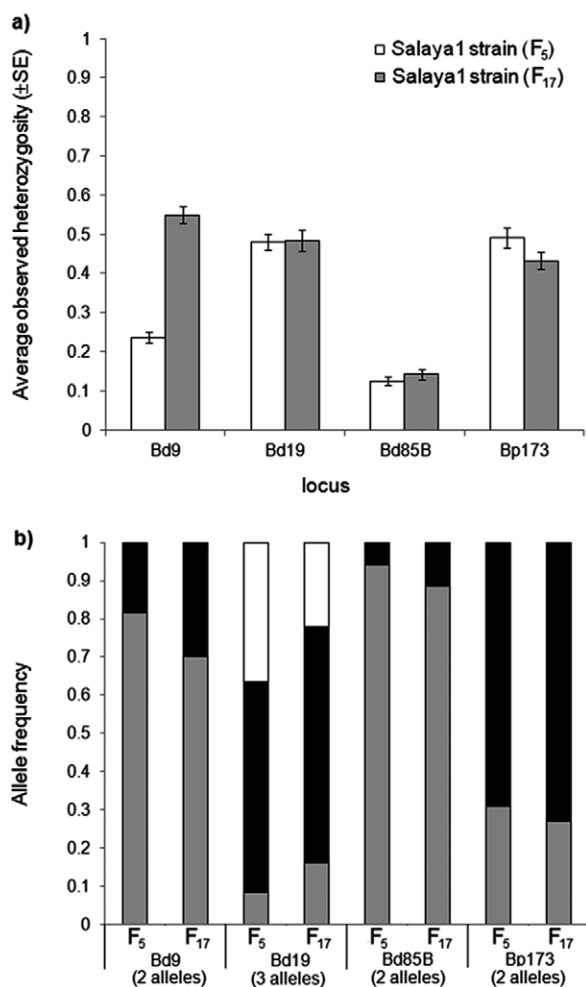 a)
Average observed heterozygosity (±SE)
1
0.9
0.8
0.7
0.6
0.5
0.4
0.3
0.2
0.1
0
Salaya1 strain (F5)
Salaya1 strain (F17)
Bd9 Bd19 Bd85B Bp173
locus
b)
Allele frequency
1
0.9
0.8
0.7
0.6
0.5
0.4
0.3
0.2
0.1
0
F5 F17 F5 F17 F5 F17 F5 F17
Bd9 Bd19 Bd85B Bp173
(2 alleles) (3 alleles) (2 alleles) (2 alleles)